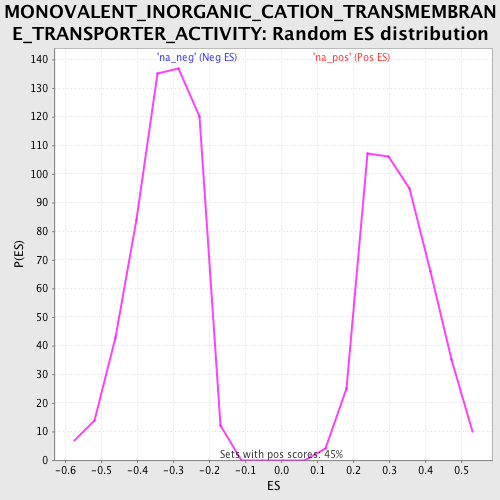 MONOVALENT_INORGANIC_CATION_TRANSMEMBRAN
E_TRANSPORTER_ACTIVITY: Random ES distribution
'na_neg' (Neg ES)
'na_pos' (Pos ES)
140
130
120
110
100
90
80
70
60
50
40
30
20
10
0
P(ES)
Sets with pos scores: 45%
-0.6 -0.5 -0.4 -0.3 -0.2 -0.1 0.0 0.1 0.2 0.3 0.4 0.5
ES